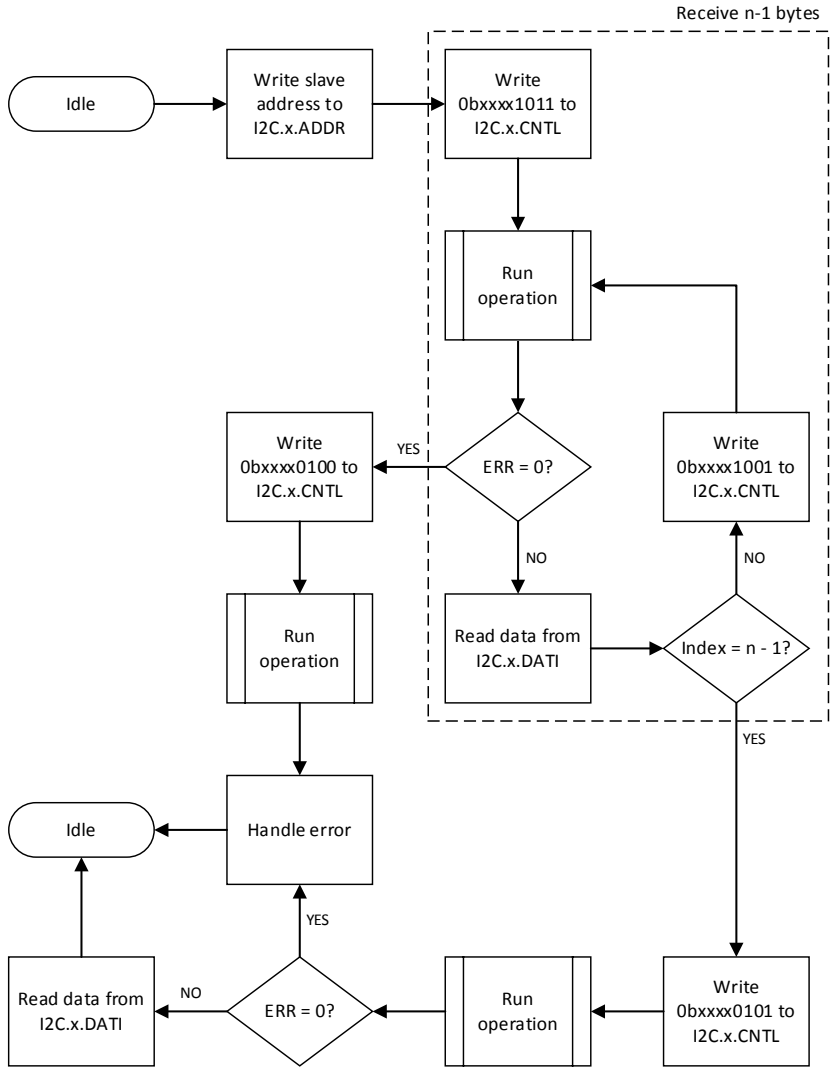 Receive n-1 bytes
Idle
Write slave
address to
I2C.x.ADDR
Write
0bxxxx1011 to
I2C.x.CNTL
Run
operation
Write
0bxxxx0100 to
I2C.x.CNTL
YES
ERR = 0?
Write
0bxxxx1001 to
I2C.x.CNTL
NO
NO
Run
operation
Read data from
I2C.x.DATI
Index = n - 1?
YES
Idle
Handle error
YES
Read data from
I2C.x.DATI
NO
ERR = 0?
Run
operation
Write
0bxxxx0101 to
I2C.x.CNTL